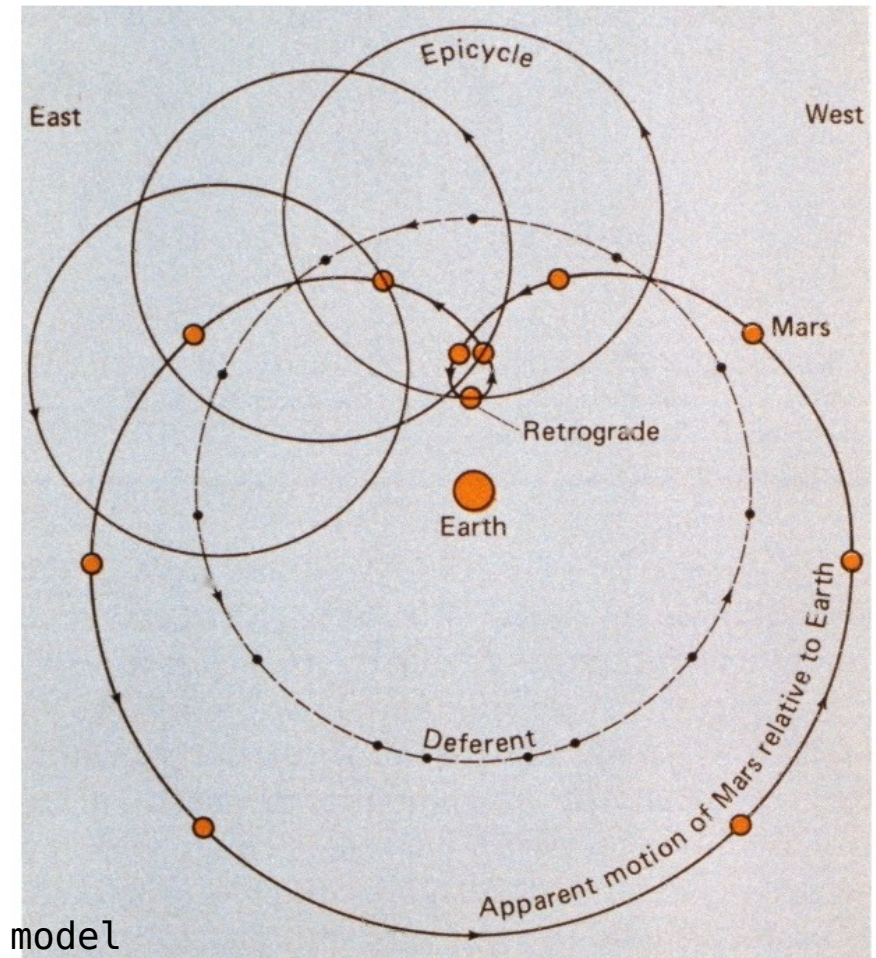 Epicycle
East
West
Mars
Retrograde
Earth
Deferent
Apparent motion of Mars relative to Earth
model